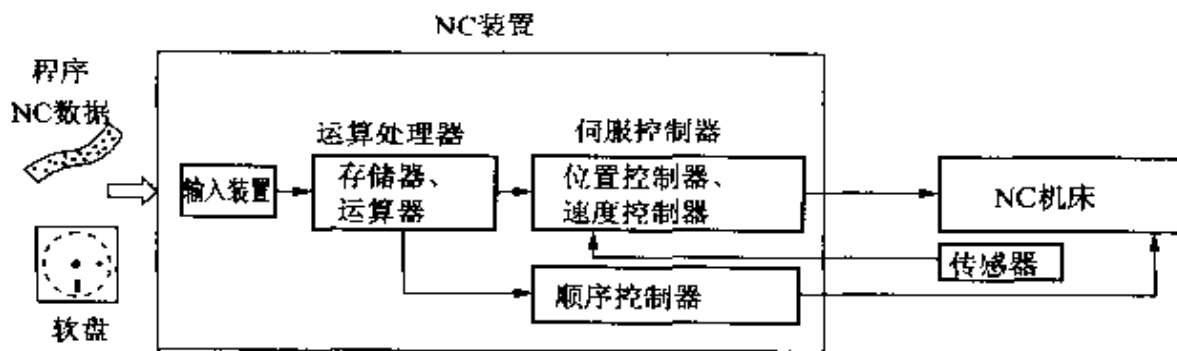 NC装置
程序
NC数据
运算处理器
伺服控制器
输入装置
存储器、
运算器
位置控制器、
速度控制器
NC机床
传感器
顺序控制器
软盘